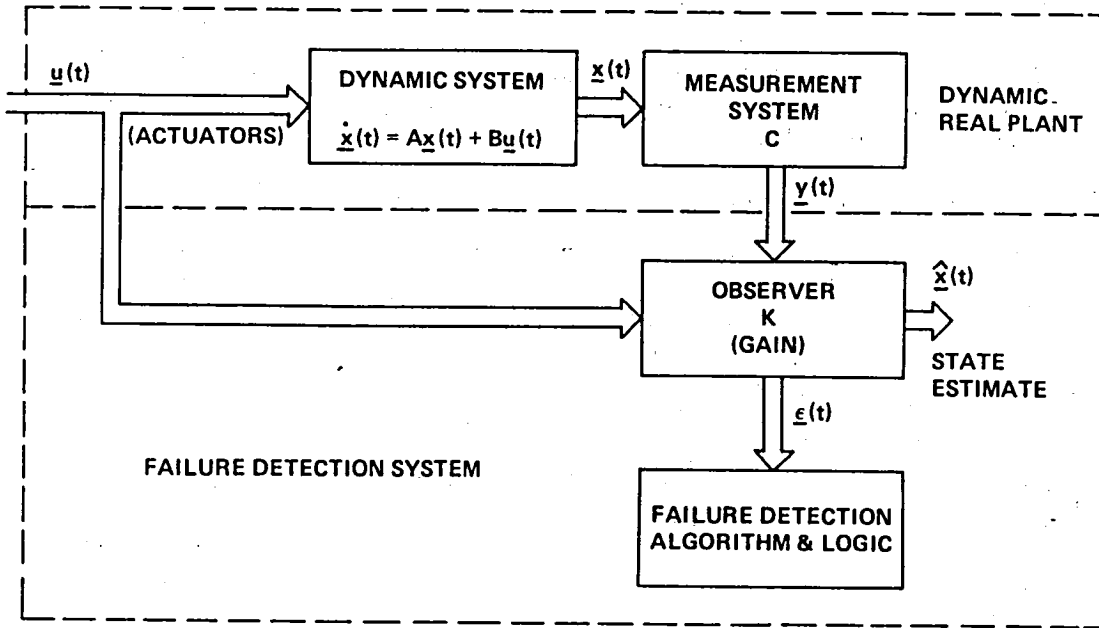 u(t)
(ACTUATORS)
DYNAMIC SYSTEM
ẋ(t) = Ax(t) + Bu(t)
x(t)
MEASUREMENT
SYSTEM
C
DYNAMIC-
REAL PLANT
y(t)
OBSERVER
K
(GAIN)
x̂(t)
STATE
ESTIMATE
ε(t)
FAILURE DETECTION SYSTEM
FAILURE DETECTION
ALGORITHM & LOGIC